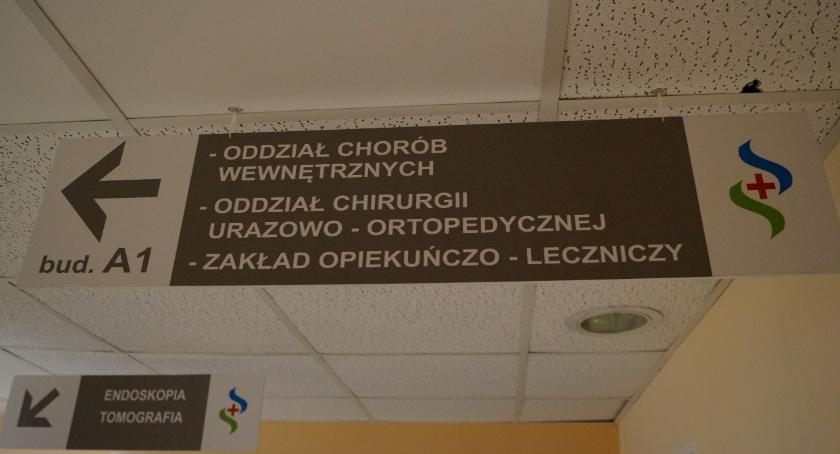 - ODDZIAŁ CHORÓB
WEWNĘTRZNYCH
- ODDZIAŁ CHIRURGII
URAZOWO - ORTOPEDYCZNEJ
- ZAKŁAD OPIEKUŃCZO - LECZNICZY
bud. A1
ENDOSKOPIA
TOMOGRAFIA